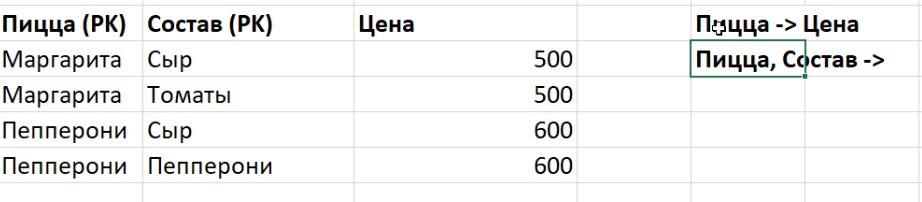 Пицца (PK) Состав (PK) Цена Пицца -> Цена
Маргарита Сыр 500 Пицца, Состав ->
Маргарита Томаты 500
Пепперони Сыр 600
Пепперони Пепперони 600